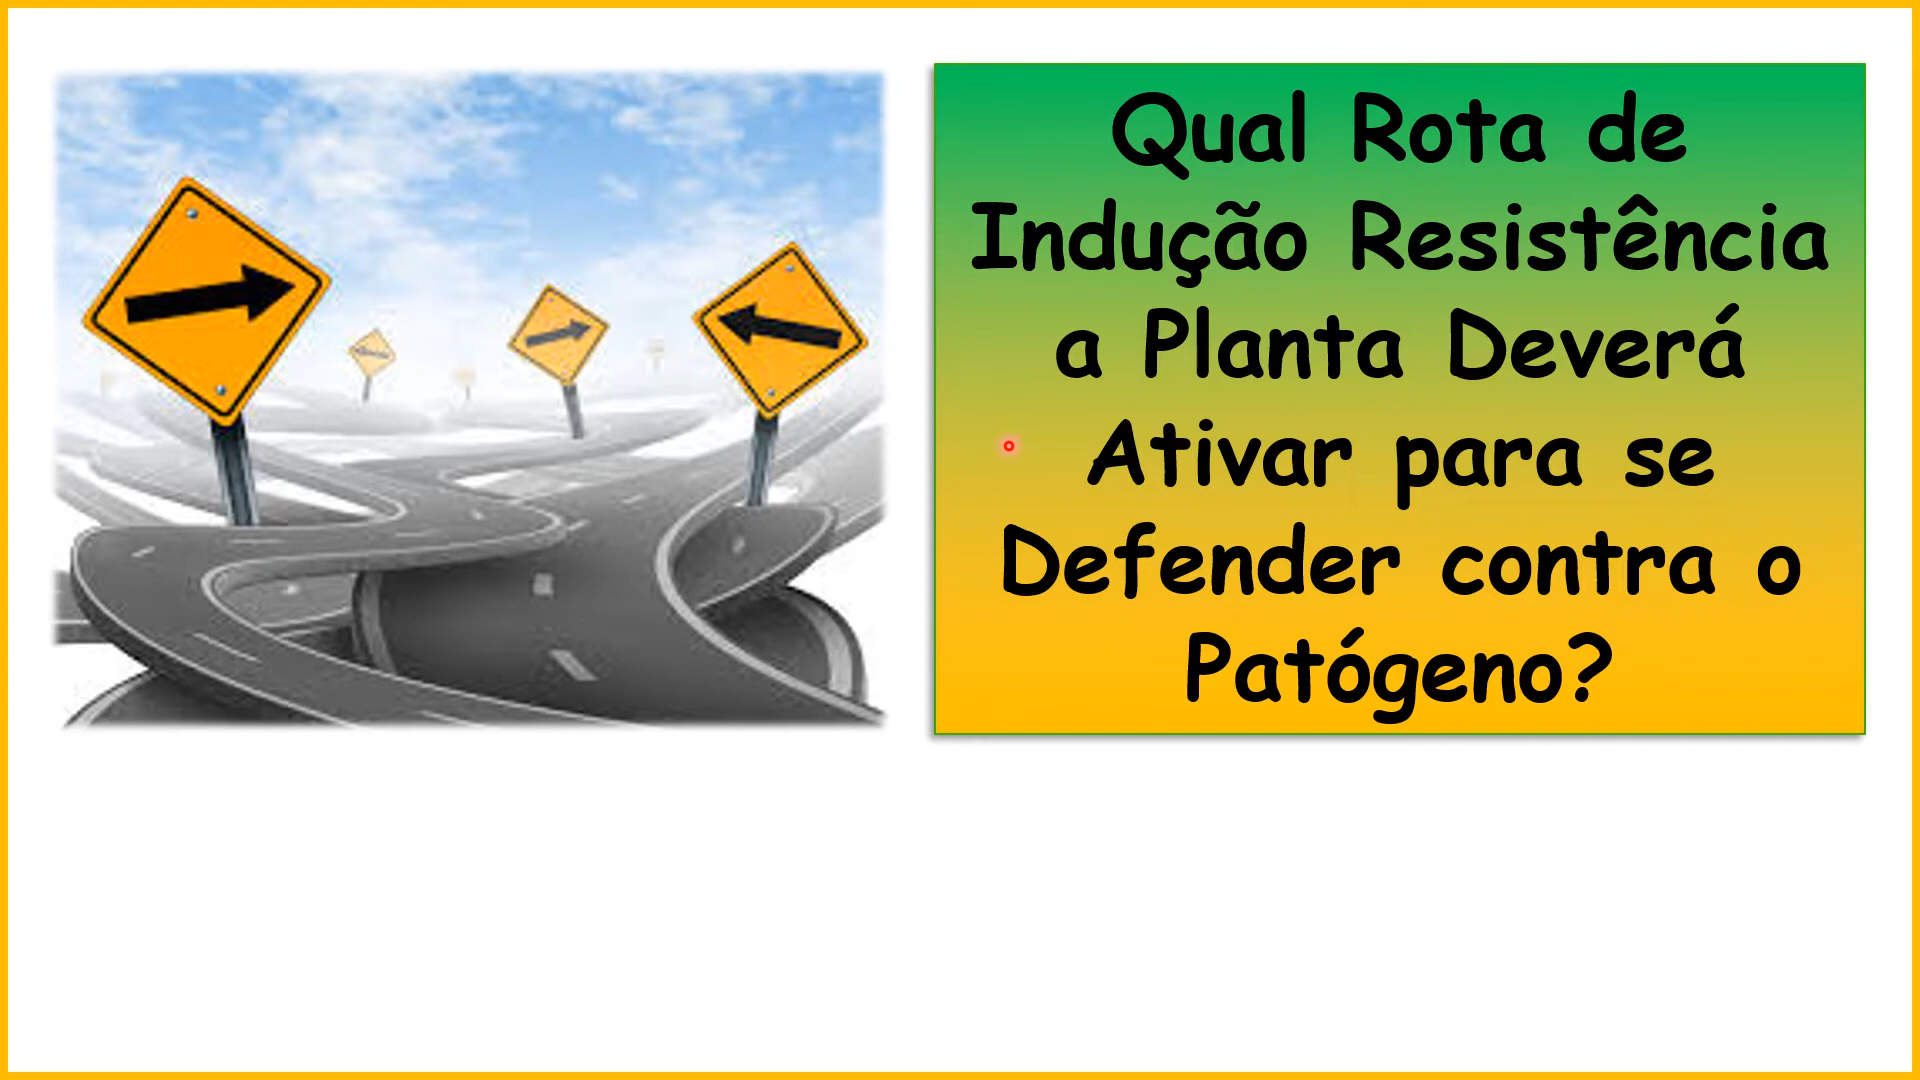 Qual Rota de
Indução Resistência
a Planta Deverá
Ativar para se
Defender contra o
Patógeno?